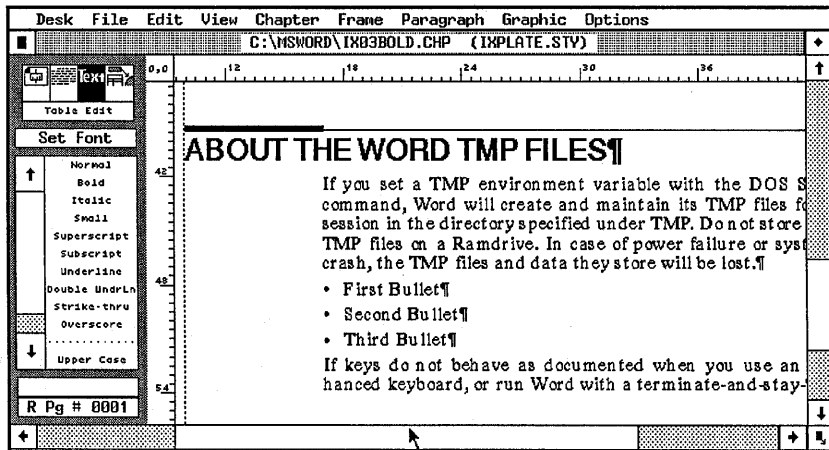 Desk File Edit View Chapter Frame Paragraph Graphic Options
C:\MSWORD\IX03BOLD.CHP (IXPLATE.STY)
0,0 12 18 24 30 36
Text
Table Edit
Set Font
Normal
Bold
Italic
Small
Superscript
Subscript
Underline
Double UndrLn
Strike-thru
Overscore
Upper Case
R Pg # 0001
42
48
54
ABOUT THE WORD TMP FILES¶
If you set a TMP environment variable with the DOS S
command, Word will create and maintain its TMP files fo
session in the directory specified under TMP. Do not store
TMP files on a Ramdrive. In case of power failure or syst
crash, the TMP files and data they store will be lost.¶
• First Bullet¶
• Second Bullet¶
• Third Bullet¶
If keys do not behave as documented when you use an
hanced keyboard, or run Word with a terminate-and-stay-